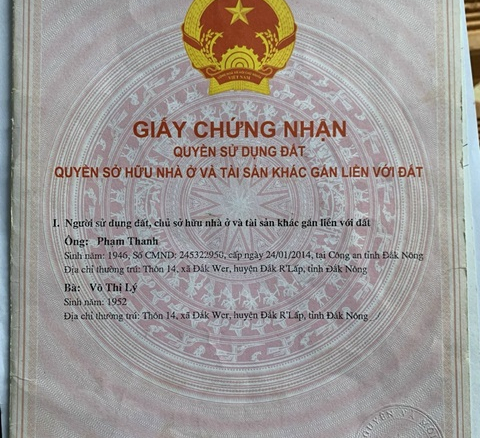 GIẤY CHỨNG NHẬN
QUYỀN SỬ DỤNG ĐẤT
QUYỀN SỞ HỮU NHÀ Ở VÀ TÀI SẢN KHÁC GẮN LIỀN VỚI ĐẤT
I. Người sử dụng đất, chủ sở hữu nhà ở và tài sản khác gắn liền với đất
Ông: Phạm Thanh
Sinh năm: 1946, Số CMND: 245322950, cấp ngày 24/01/2014, tại Công an tỉnh Đắk Nông
Địa chỉ thường trú: Thôn 14, xã Đắk Wer, huyện Đắk R'Lấp, tỉnh Đắk Nông
Bà: Võ Thị Lý
Sinh năm: 1952
Địa chỉ thường trú: Thôn 14, xã Đắk Wer, huyện Đắk R'Lấp, tỉnh Đắk Nông